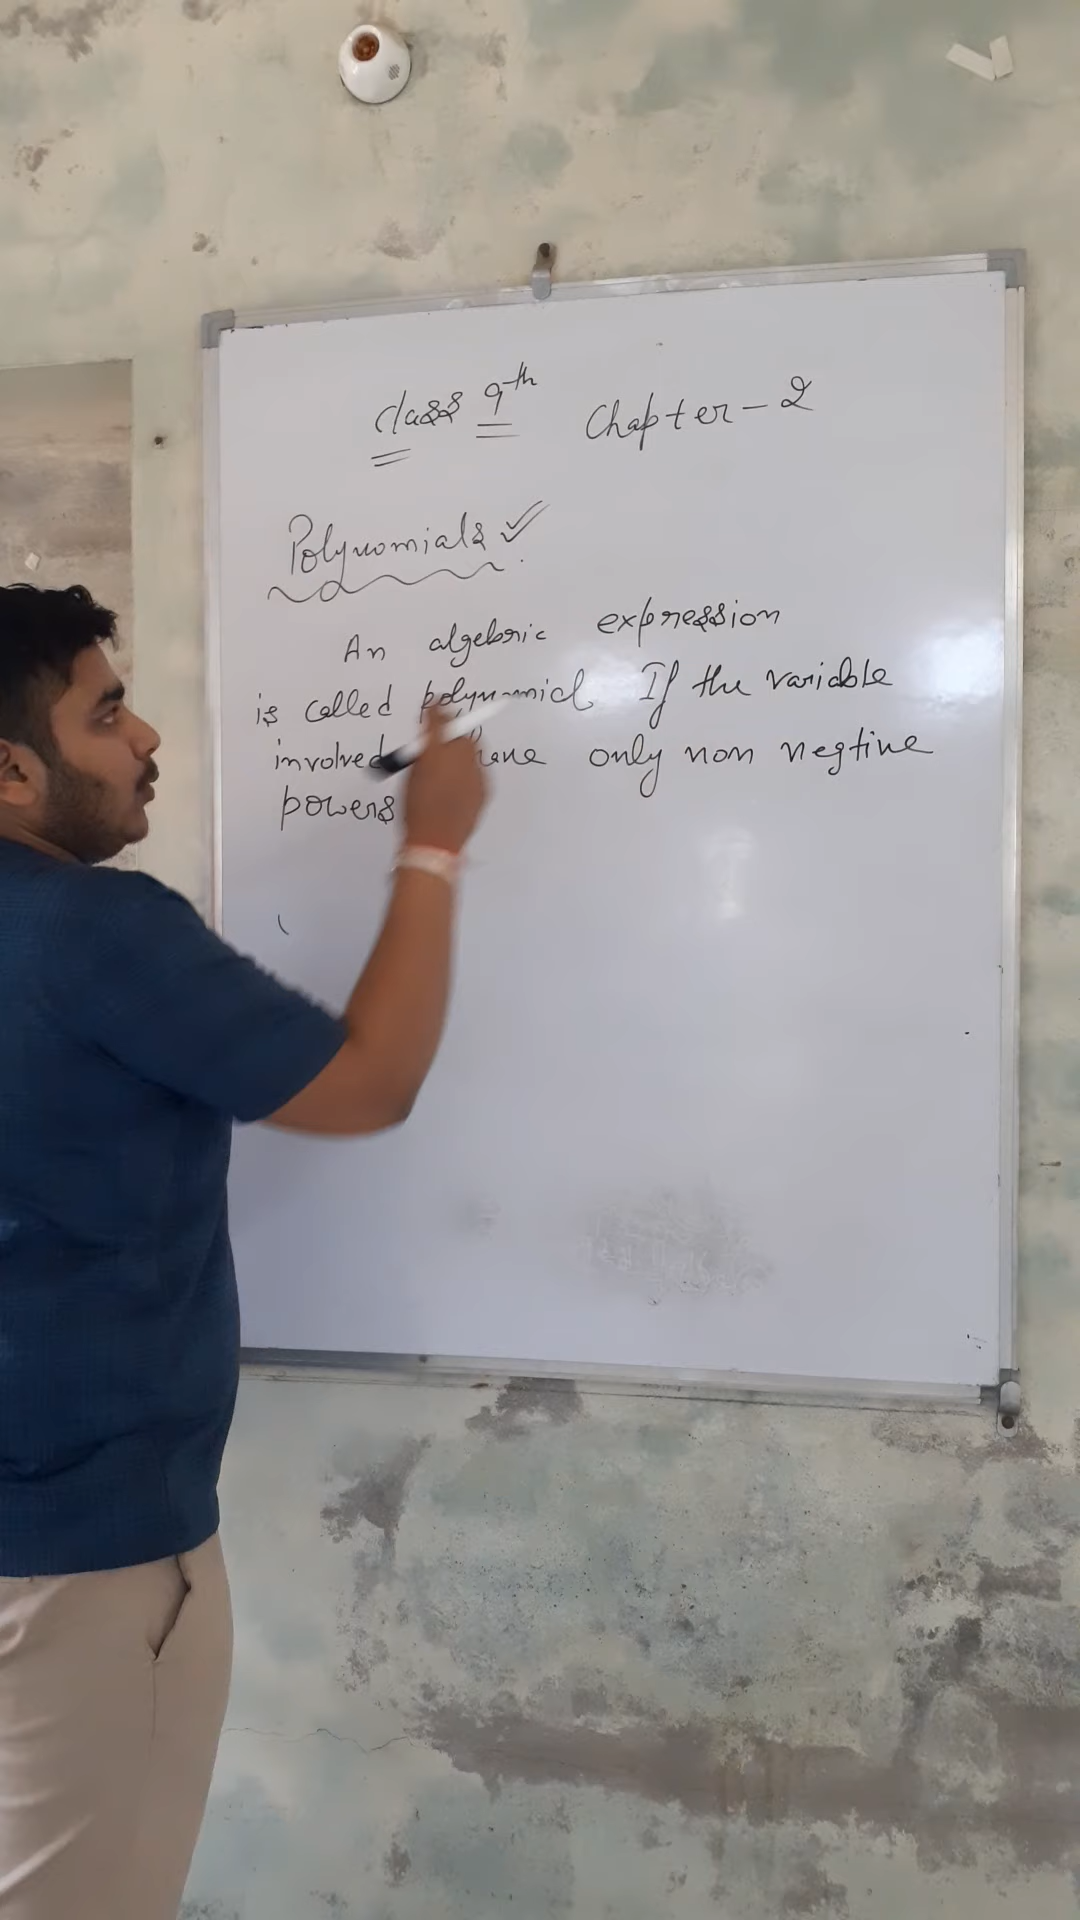 class 9th Chapter-2
Polynomials
An algebric expression
is called polynomial If the variable
involved have only non negtive
powers